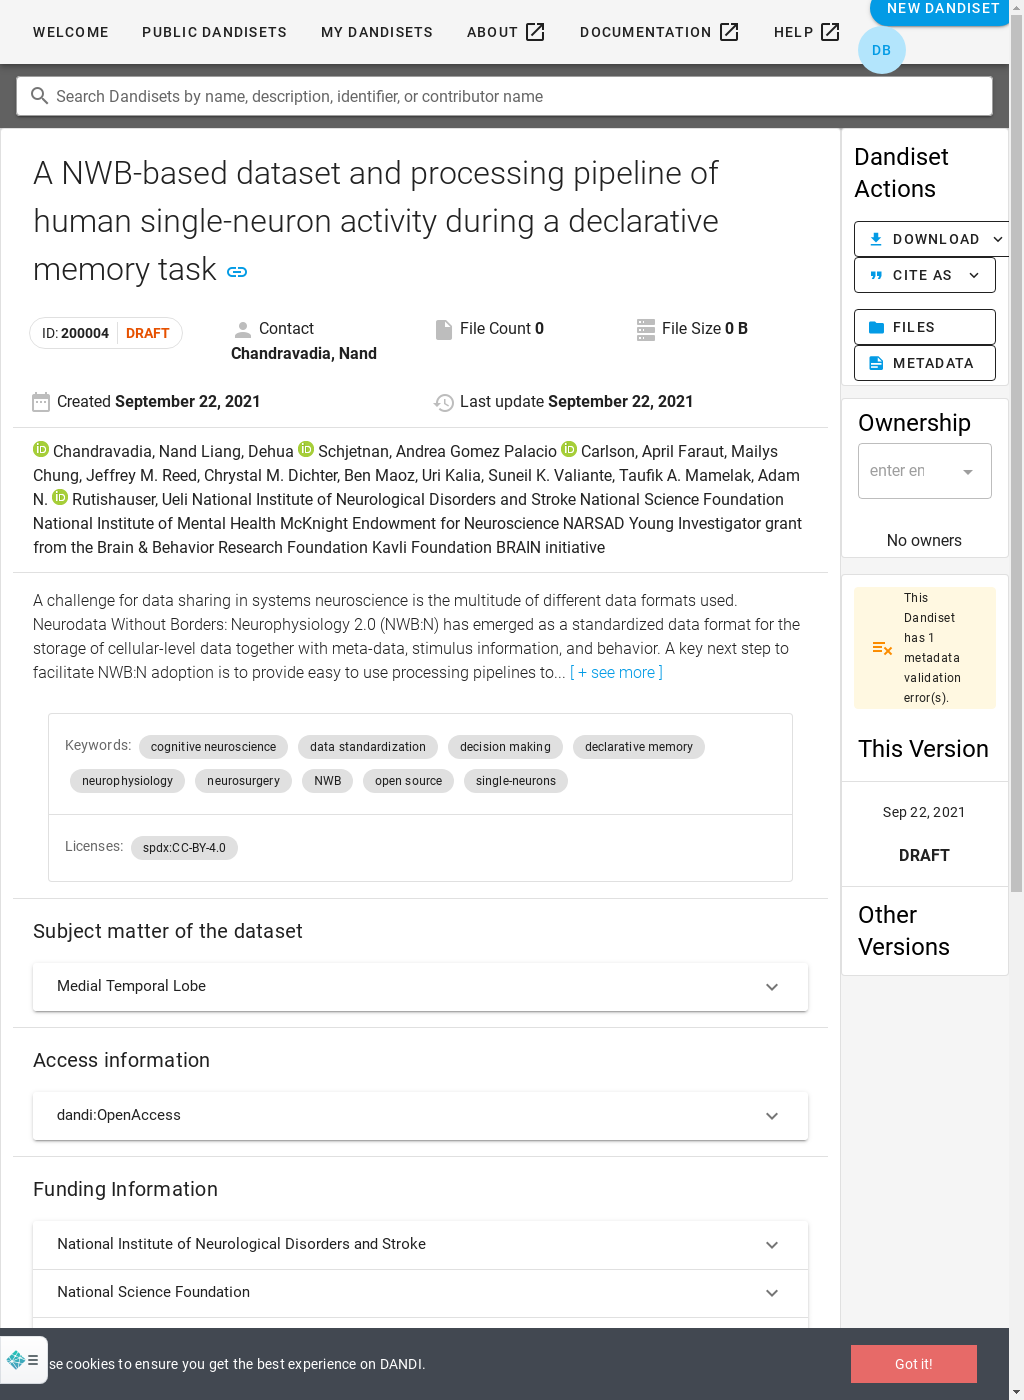 NEW DANDISET
WELCOME PUBLIC DANDISETS MY DANDISETS ABOUT DOCUMENTATION HELP
DB
Search Dandisets by name, description, identifier, or contributor name
A NWB-based dataset and processing pipeline of
human single-neuron activity during a declarative
memory task
ID: 200004 DRAFT
Contact
Chandravadia, Nand
File Count 0
File Size 0 B
Created September 22, 2021
Last update September 22, 2021
Chandravadia, Nand Liang, Dehua Schjetnan, Andrea Gomez Palacio Carlson, April Faraut, Mailys
Chung, Jeffrey M. Reed, Chrystal M. Dichter, Ben Maoz, Uri Kalia, Suneil K. Valiante, Taufik A. Mamelak, Adam
N. Rutishauser, Ueli National Institute of Neurological Disorders and Stroke National Science Foundation
National Institute of Mental Health McKnight Endowment for Neuroscience NARSAD Young Investigator grant
from the Brain & Behavior Research Foundation Kavli Foundation BRAIN initiative
A challenge for data sharing in systems neuroscience is the multitude of different data formats used.
Neurodata Without Borders: Neurophysiology 2.0 (NWB:N) has emerged as a standardized data format for the
storage of cellular-level data together with meta-data, stimulus information, and behavior. A key next step to
facilitate NWB:N adoption is to provide easy to use processing pipelines to... [ + see more ]
Keywords: cognitive neuroscience data standardization decision making declarative memory
neurophysiology neurosurgery NWB open source single-neurons
Licenses: spdx:CC-BY-4.0
Subject matter of the dataset
Medial Temporal Lobe
Access information
dandi:OpenAccess
Funding Information
National Institute of Neurological Disorders and Stroke
National Science Foundation
Dandiset
Actions
DOWNLOAD
CITE AS
FILES
METADATA
Ownership
enter em
No owners
This
Dandiset
has 1
metadata
validation
error(s).
This Version
Sep 22, 2021
DRAFT
Other
Versions
se cookies to ensure you get the best experience on DANDI.
Got it!